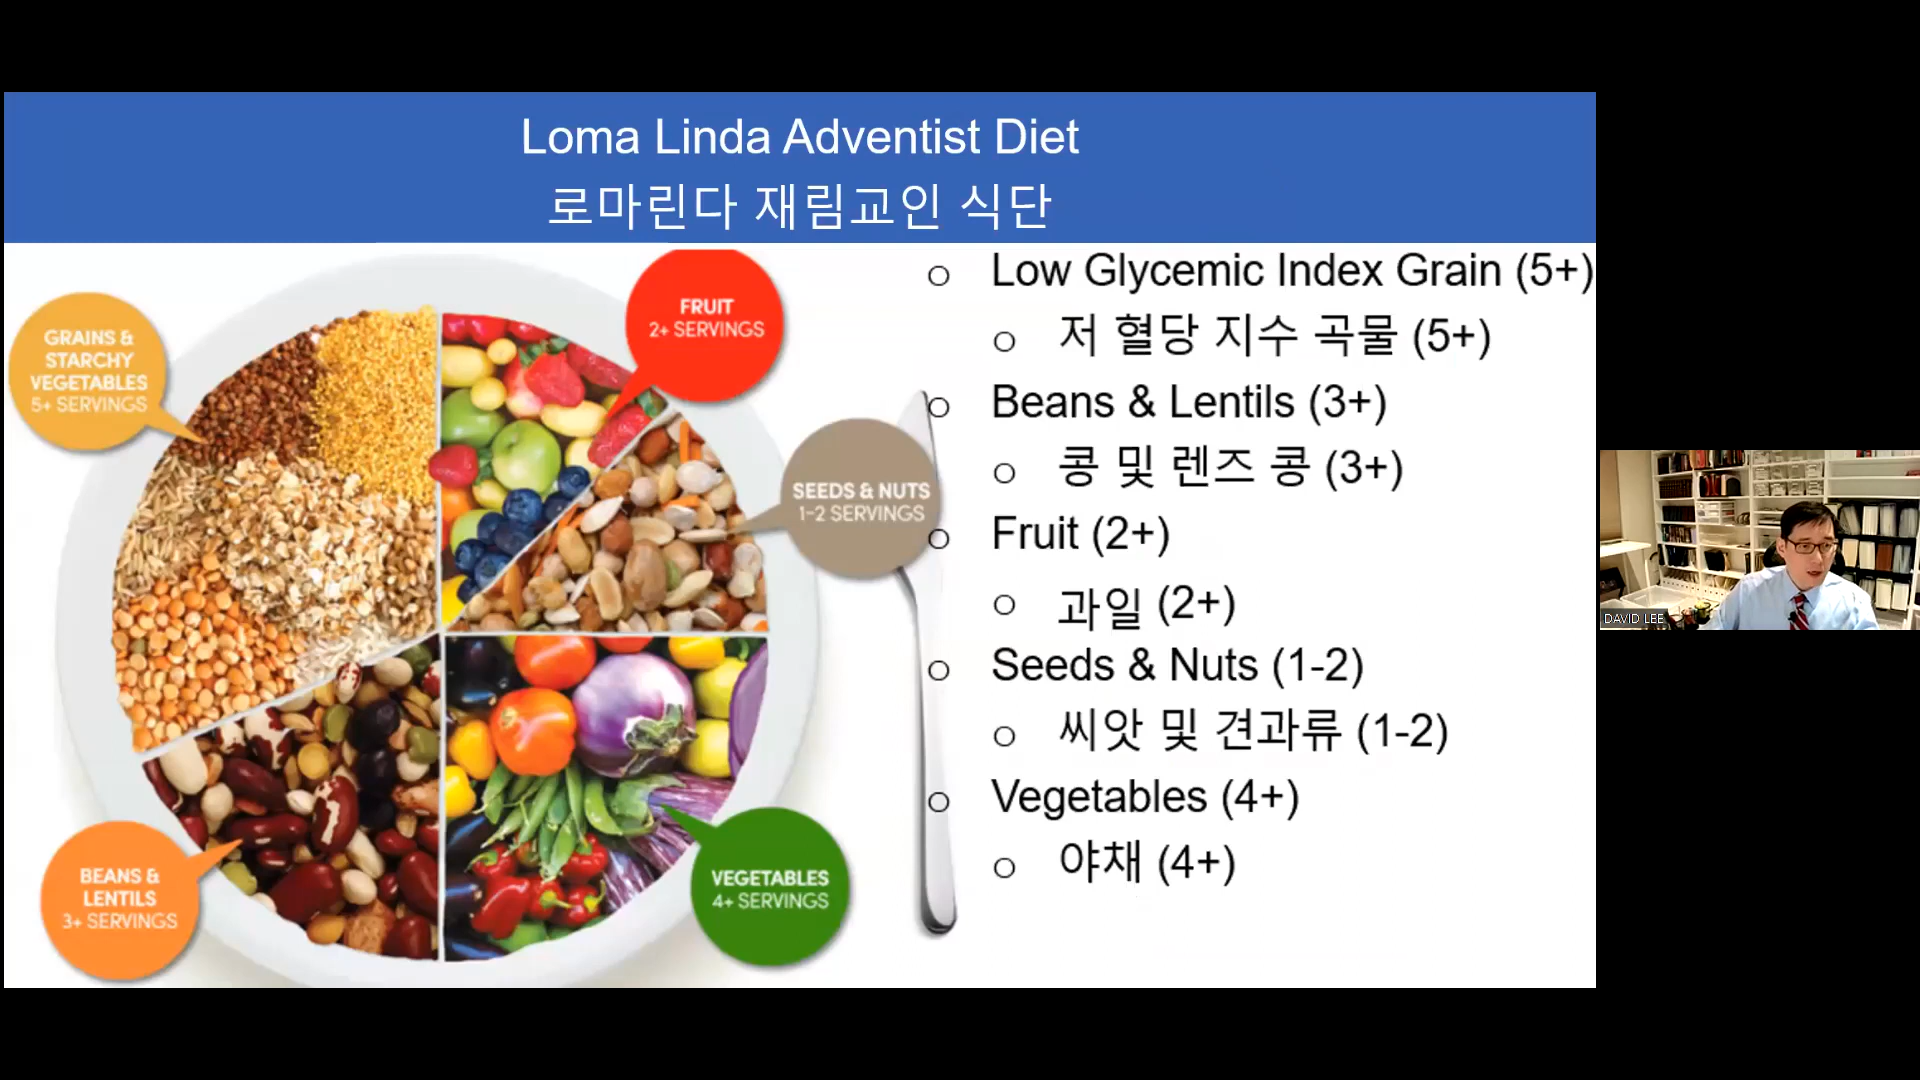 Loma Linda Adventist Diet
로마린다 재림교인 식단
GRAINS &
STARCHY
VEGETABLES
5+ SERVINGS
FRUIT
2+ SERVINGS
SEEDS & NUTS
1-2 SERVINGS
BEANS &
LENTILS
3+ SERVINGS
VEGETABLES
4+ SERVINGS
Low Glycemic Index Grain (5+)
저 혈당 지수 곡물 (5+)
Beans & Lentils (3+)
콩 및 렌즈 콩 (3+)
Fruit (2+)
과일 (2+)
Seeds & Nuts (1-2)
씨앗 및 견과류 (1-2)
Vegetables (4+)
야채 (4+)
DAVID LEE